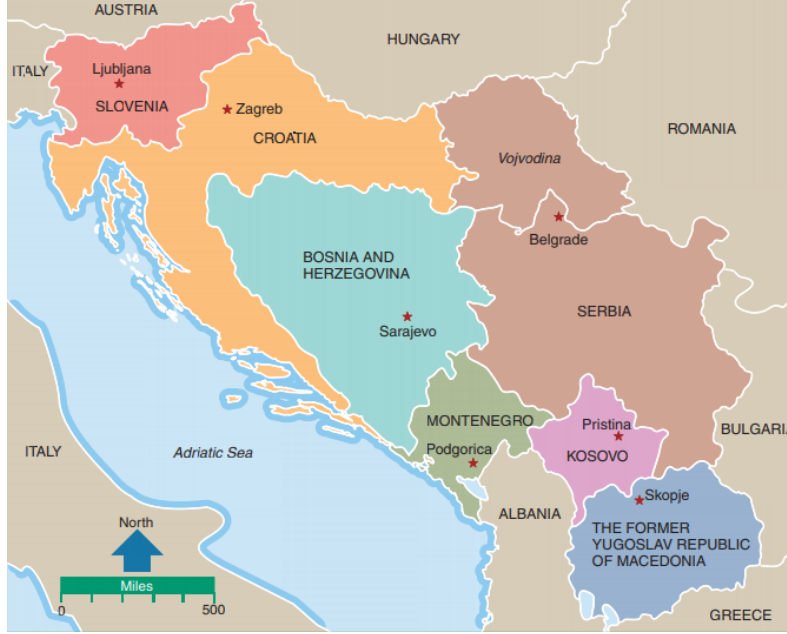 AUSTRIA
HUNGARY
ITALY
Ljubljana
SLOVENIA
Zagreb
CROATIA
ROMANIA
Vojvodina
Belgrade
BOSNIA AND
HERZEGOVINA
SERBIA
Sarajevo
MONTENEGRO
Pristina
BULGARI
ITALY
Adriatic Sea
Podgorica
KOSOVO
Skopje
ALBANIA
THE FORMER
YUGOSLAV REPUBLIC
OF MACEDONIA
North
Miles
0
500
GREECE